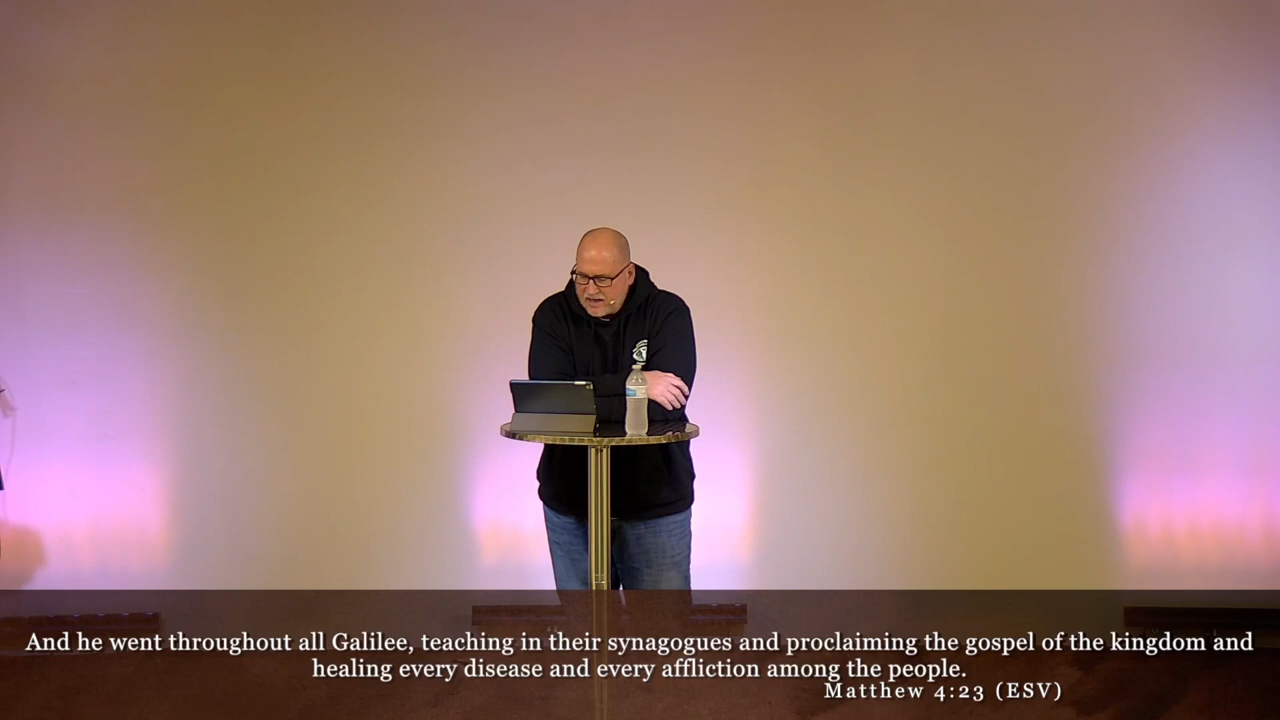 And he went throughout all Galilee, teaching in their synagogues and proclaiming the gospel of the kingdom and
healing every disease and every affliction among the people.
Matthew 4:23 (ESV)